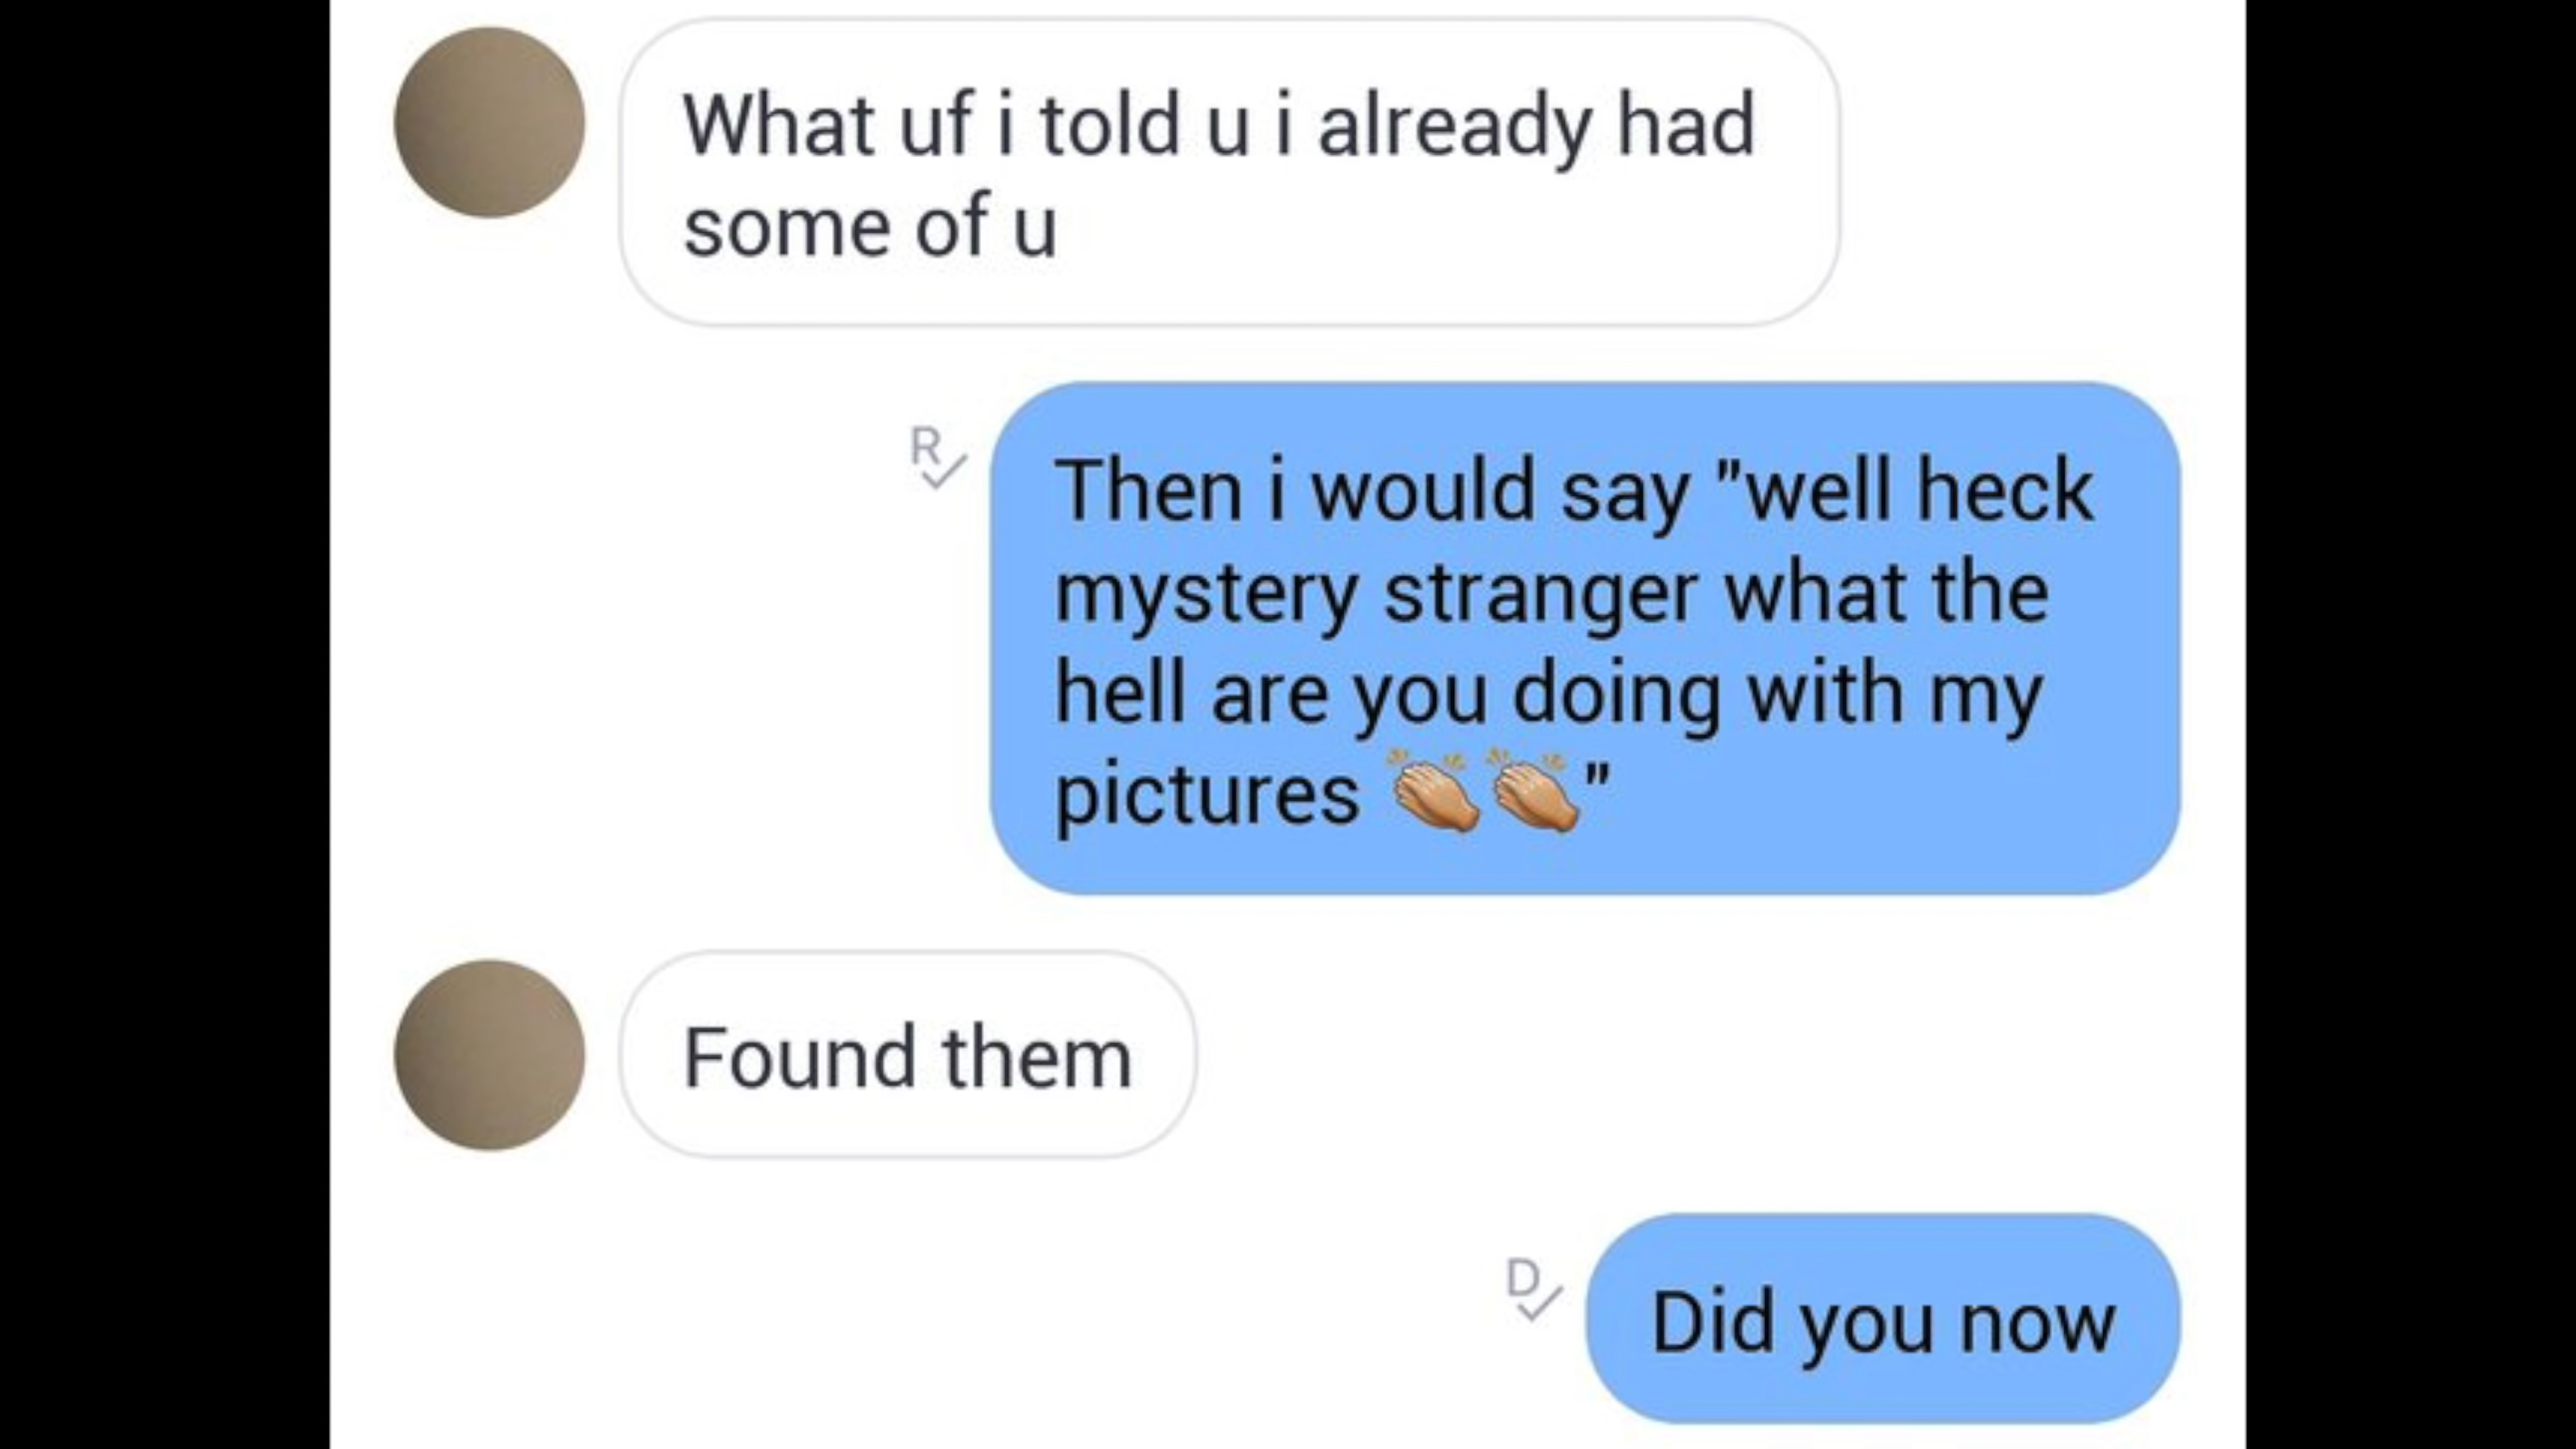 What uf i told u i already had
some of u
R
Then i would say "well heck
mystery stranger what the
hell are you doing with my
pictures 👏👏"
Found them
D
Did you now